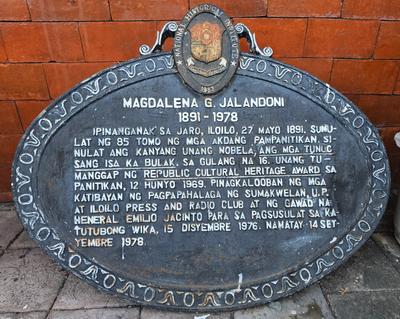 NATIONAL HISTORICAL INSTITUTE
MAGDALENA G. JALANDONI
1891 - 1978
IPINANGANAK SA JARO, ILOILO, 27 MAYO 1891. SUMU-
LAT NG 85 TOMO NG MGA AKDANG PAMPANITIKAN. SI-
NULAT ANG KANYANG UNANG NOBELA, ANG MGA TUNUC
SANG ISA KA BULAK, SA GULANG NA 16. UNANG TU-
MANGGAP NG REPUBLIC CULTURAL HERITAGE AWARD SA
PANITIKAN, 12 HUNYO 1969. PINAGKALOOBAN NG MGA
KATIBAYAN NG PAGPAPAHALAGA NG SUMAKWELAN, U.P.
AT ILOILO PRESS AND RADIO CLUB AT NG GAWAD NA
HENERAL EMILIO JACINTO PARA SA PAGSUSULAT SA KA-
TUTUBONG WIKA, 15 DISYEMBRE 1976. NAMATAY 14 SET-
YEMBRE 1978.